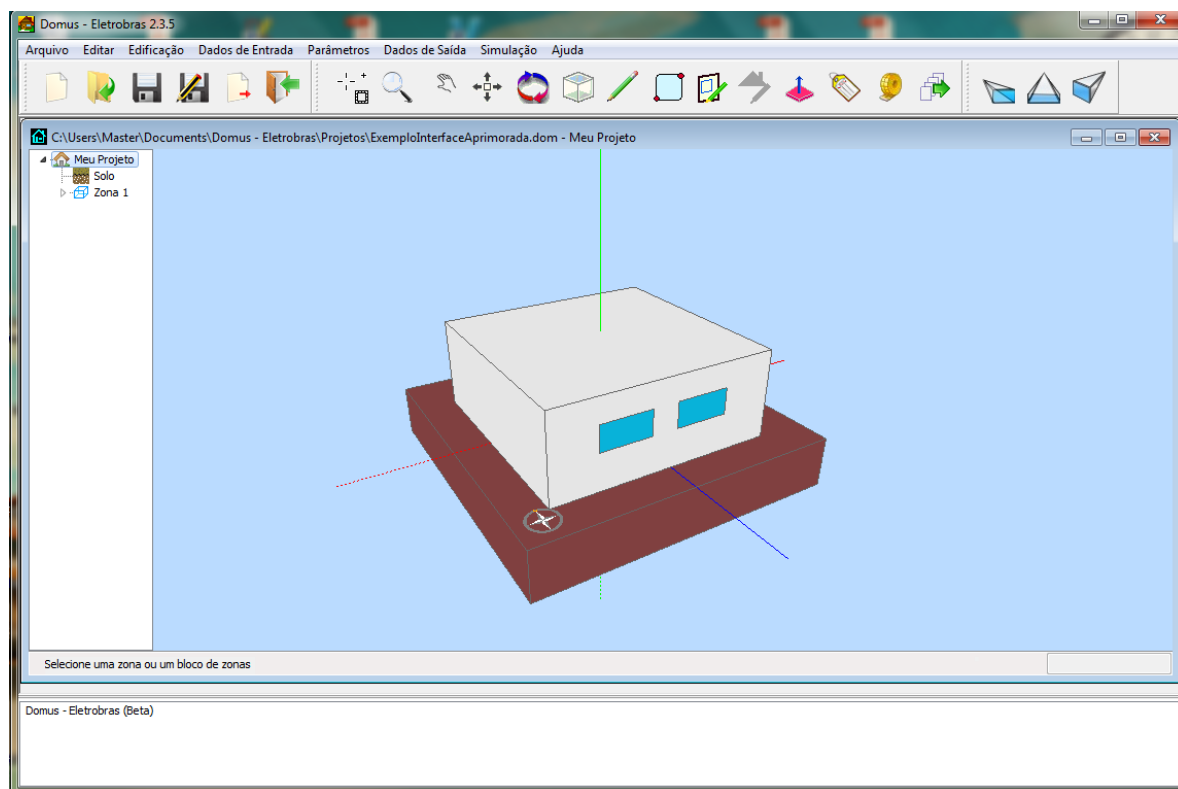 Domus - Eletrobras 2.3.5
Arquivo Editar Edificação Dados de Entrada Parâmetros Dados de Saída Simulação Ajuda
C:\Users\Master\Documents\Domus - Eletrobras\Projetos\ExemploInterfaceAprimorada.dom - Meu Projeto
Meu Projeto
Solo
Zona 1
Selecione uma zona ou um bloco de zonas
Domus - Eletrobras (Beta)